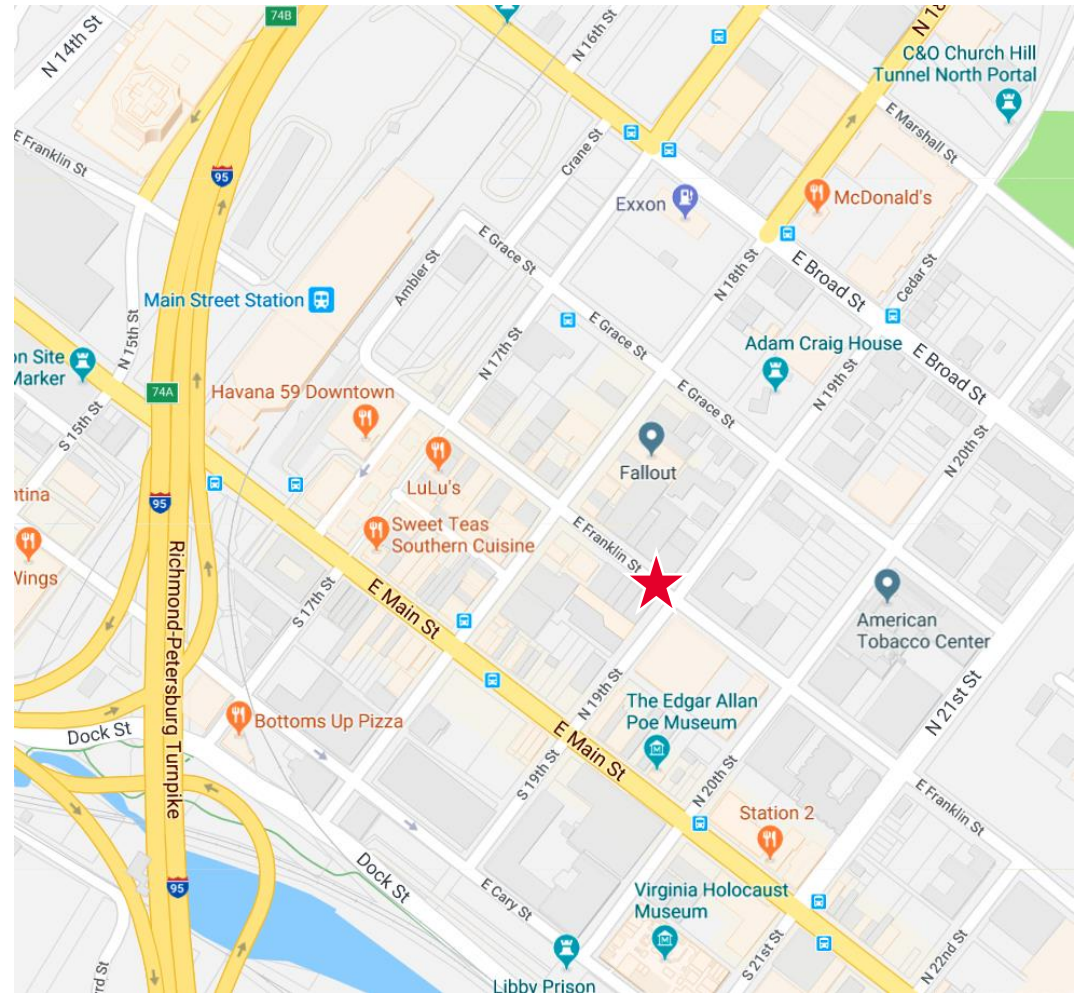 74B
N 14th St
N 16th St
N 18
C&O Church Hill
Tunnel North Portal
E Marshall St
E Franklin St
Crane St
95
Exxon
McDonald's
E Grace St
N 18th St
Cedar St
E Broad St
Ambler St
Main Street Station
N 15th St
E Grace St
N 17th St
Adam Craig House
E Broad St
on Site
Marker
74A
Havana 59 Downtown
E Grace St
N 19th St
S 15th St
N 20th St
Fallout
LuLu's
ntina
95
Sweet Teas
Southern Cuisine
E Franklin St
Wings
Richmond-Petersburg Turnpike
S 17th St
E Main St
American
Tobacco Center
N 19th St
The Edgar Allan
Poe Museum
N 21st St
Bottoms Up Pizza
Dock St
E Main St
S 19th St
N 20th St
Station 2
E Franklin St
Dock St
95
E Cary St
Virginia Holocaust
Museum
S 21st St
N 22nd St
rd St
Libby Prison